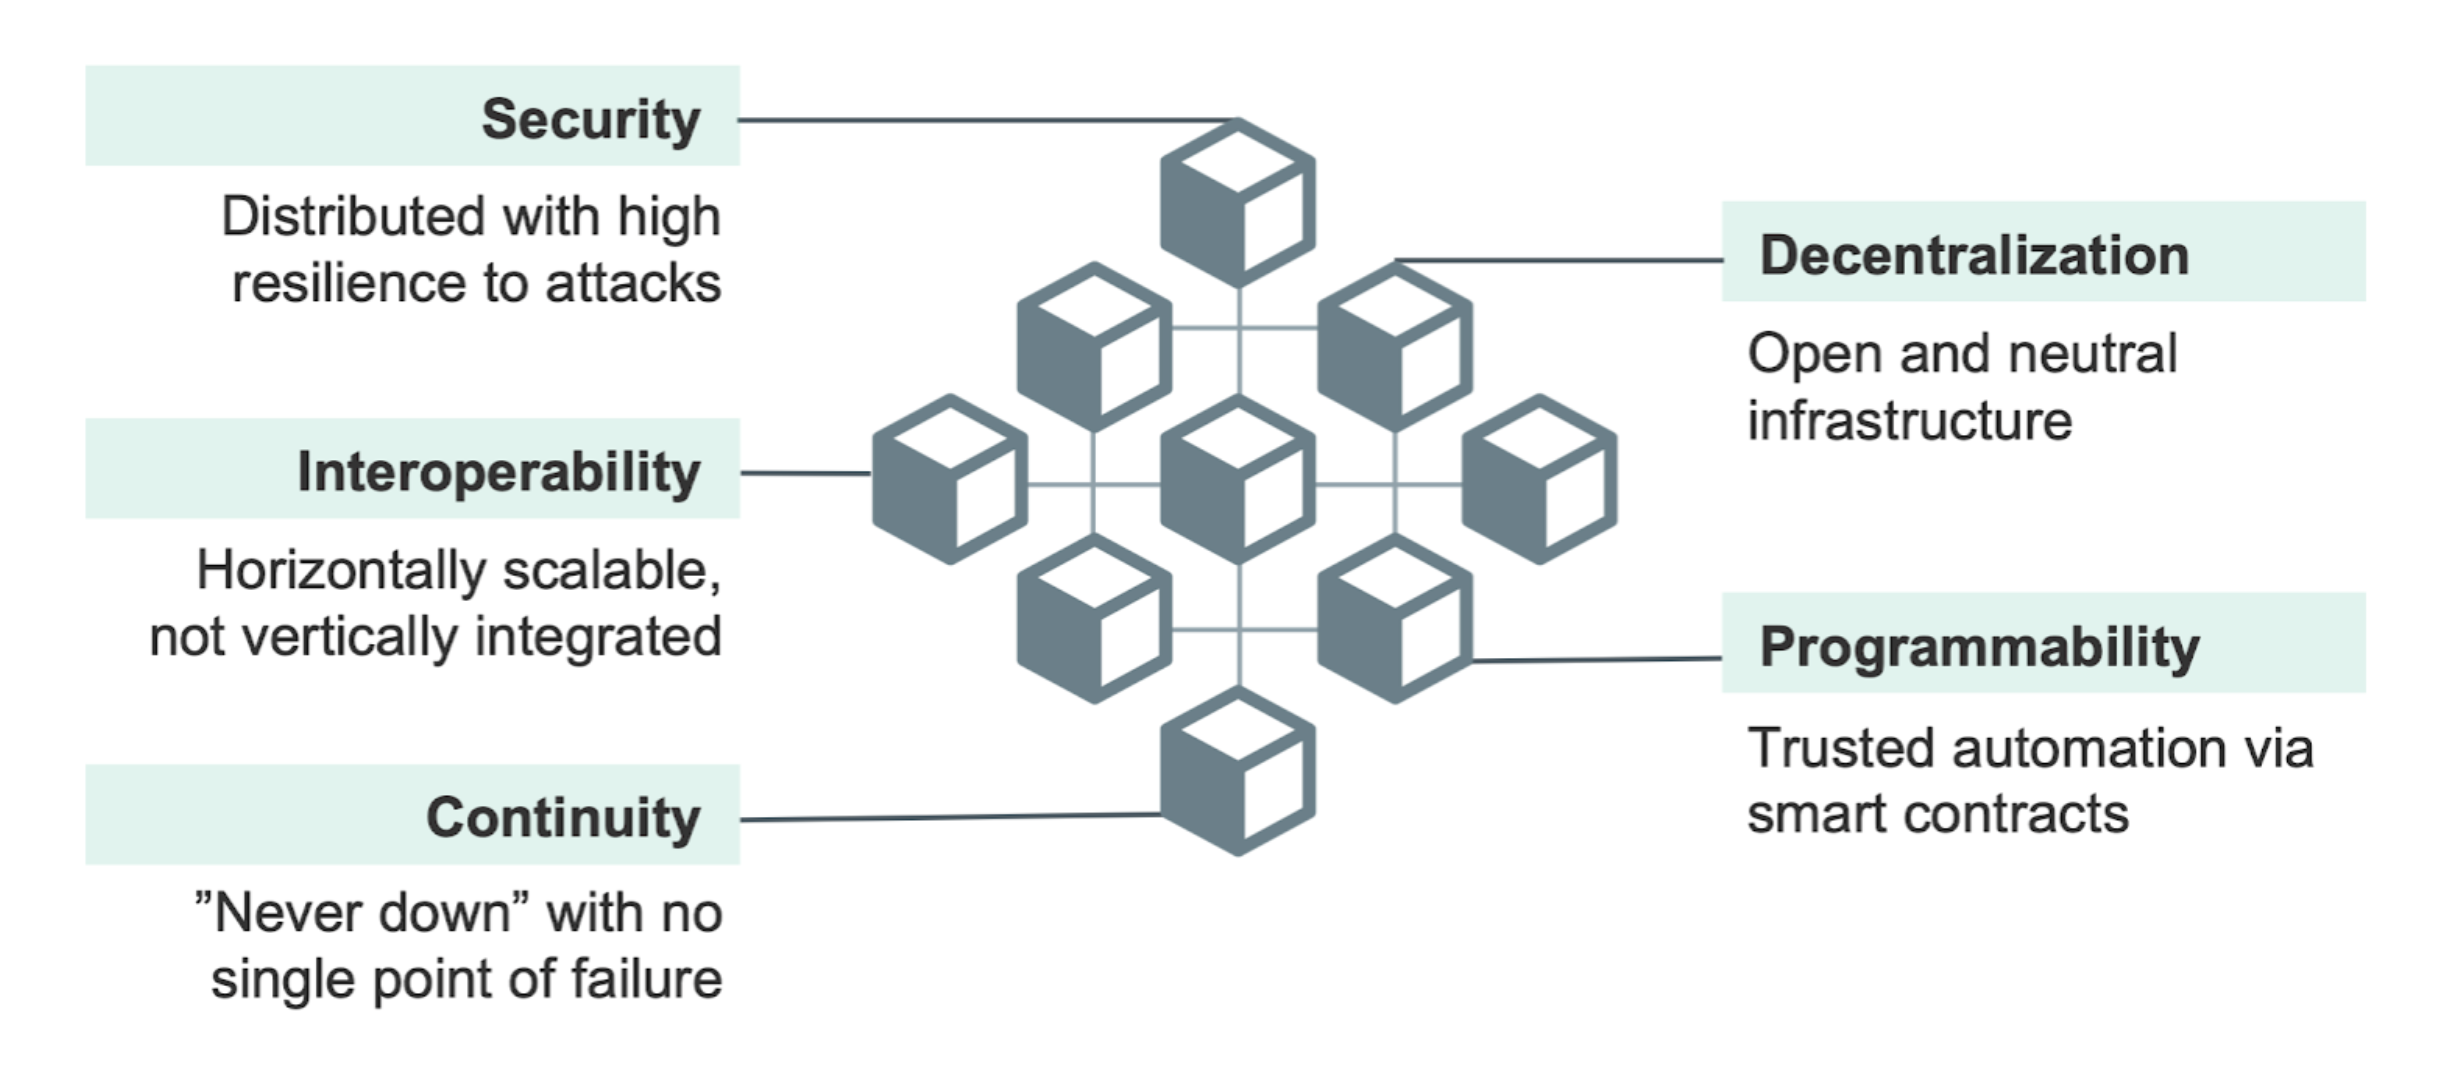 Security
Distributed with high
resilience to attacks
Interoperability
Horizontally scalable,
not vertically integrated
Continuity
”Never down” with no
single point of failure
Decentralization
Open and neutral
infrastructure
Programmability
Trusted automation via
smart contracts